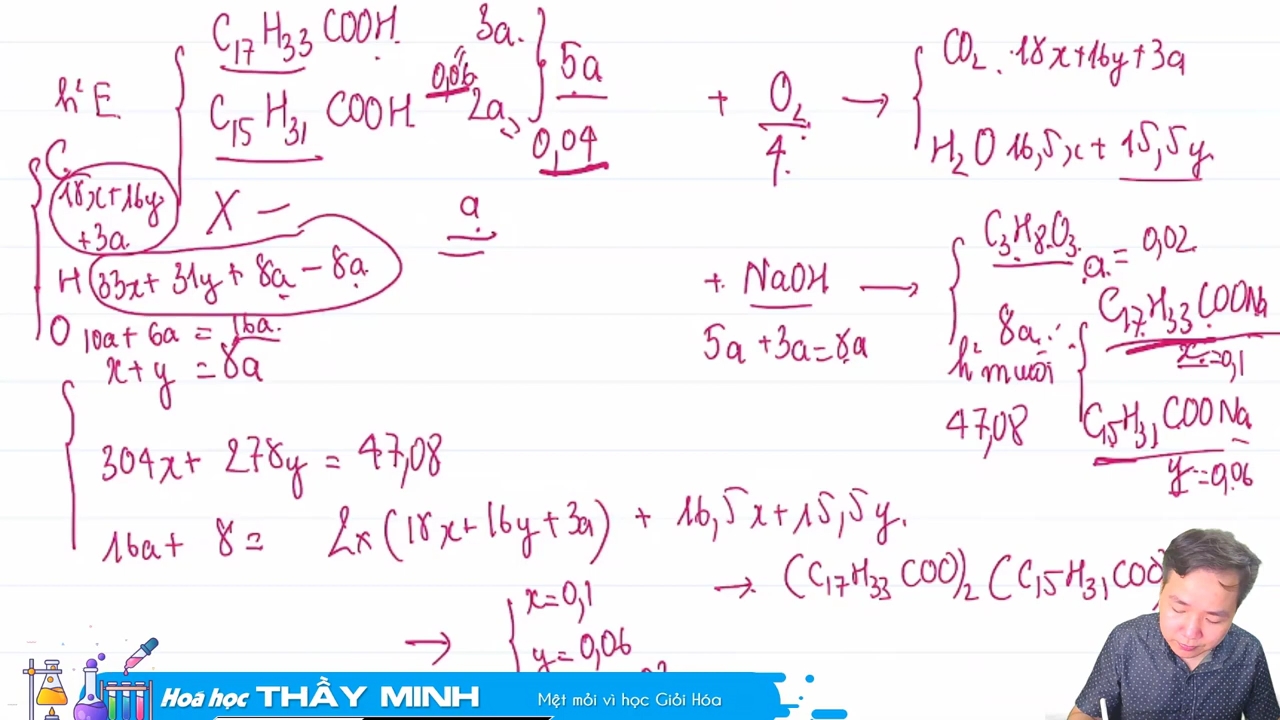 C₁₇H₃₃COOH 3a
h² E
C₁₅H₃₁COOH 2a
0,06
5a
0,04
X — a
C 18x+16y+3a
H 33x+31y+8a-8a
O 10a+6a=16a
+ O₂ → CO₂ 18x+16y+3a
4
H₂O 16,5x+15,5y
+ NaOH → C₃H₈O₃ a = 0,02
5a+3a=8a
h² muối 8a
47,08
C₁₇H₃₃COONa
x=0,1
C₁₅H₃₁COONa
y=0,06
x+y=8a
304x+278y=47,08
16a+8= 2x(18x+16y+3a)+16,5x+15,5y
→ x=0,1
y=0,06
→ (C₁₇H₃₃COO)₂(C₁₅H₃₁COO
Hoá học THẦY MINH
Mệt mỏi vì học Giỏi Hóa